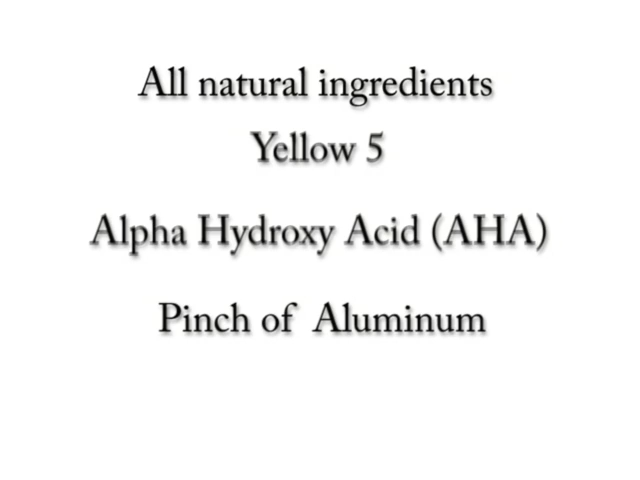 All natural ingredients
Yellow 5
Alpha Hydroxy Acid (AHA)
Pinch of Aluminum